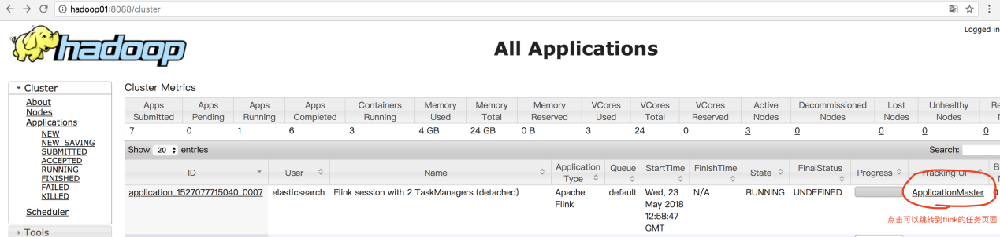 hadoop01:8088/cluster
Logged in
hadoop
All Applications
Cluster
About
Nodes
Applications
NEW
NEW_SAVING
SUBMITTED
ACCEPTED
RUNNING
FINISHED
FAILED
KILLED
Scheduler
Tools
Cluster Metrics
Apps Submitted Apps Pending Apps Running Apps Completed Containers Running Memory Used Memory Total Memory Reserved VCores Used VCores Total VCores Reserved Active Nodes Decommissioned Nodes Lost Nodes Unhealthy Nodes
7 0 1 6 3 4 GB 24 GB 0 B 3 24 0 3 0 0 0 0
Show 20 entries Search:
ID User Name Application Type Queue StartTime FinishTime State FinalStatus Progress Tracking UI
application_1527077715040_0007 elasticsearch Flink session with 2 TaskManagers (detached) Apache Flink default Wed, 23 May 2018 12:58:47 GMT N/A RUNNING UNDEFINED ApplicationMaster
点击可以跳转到flink的任务页面